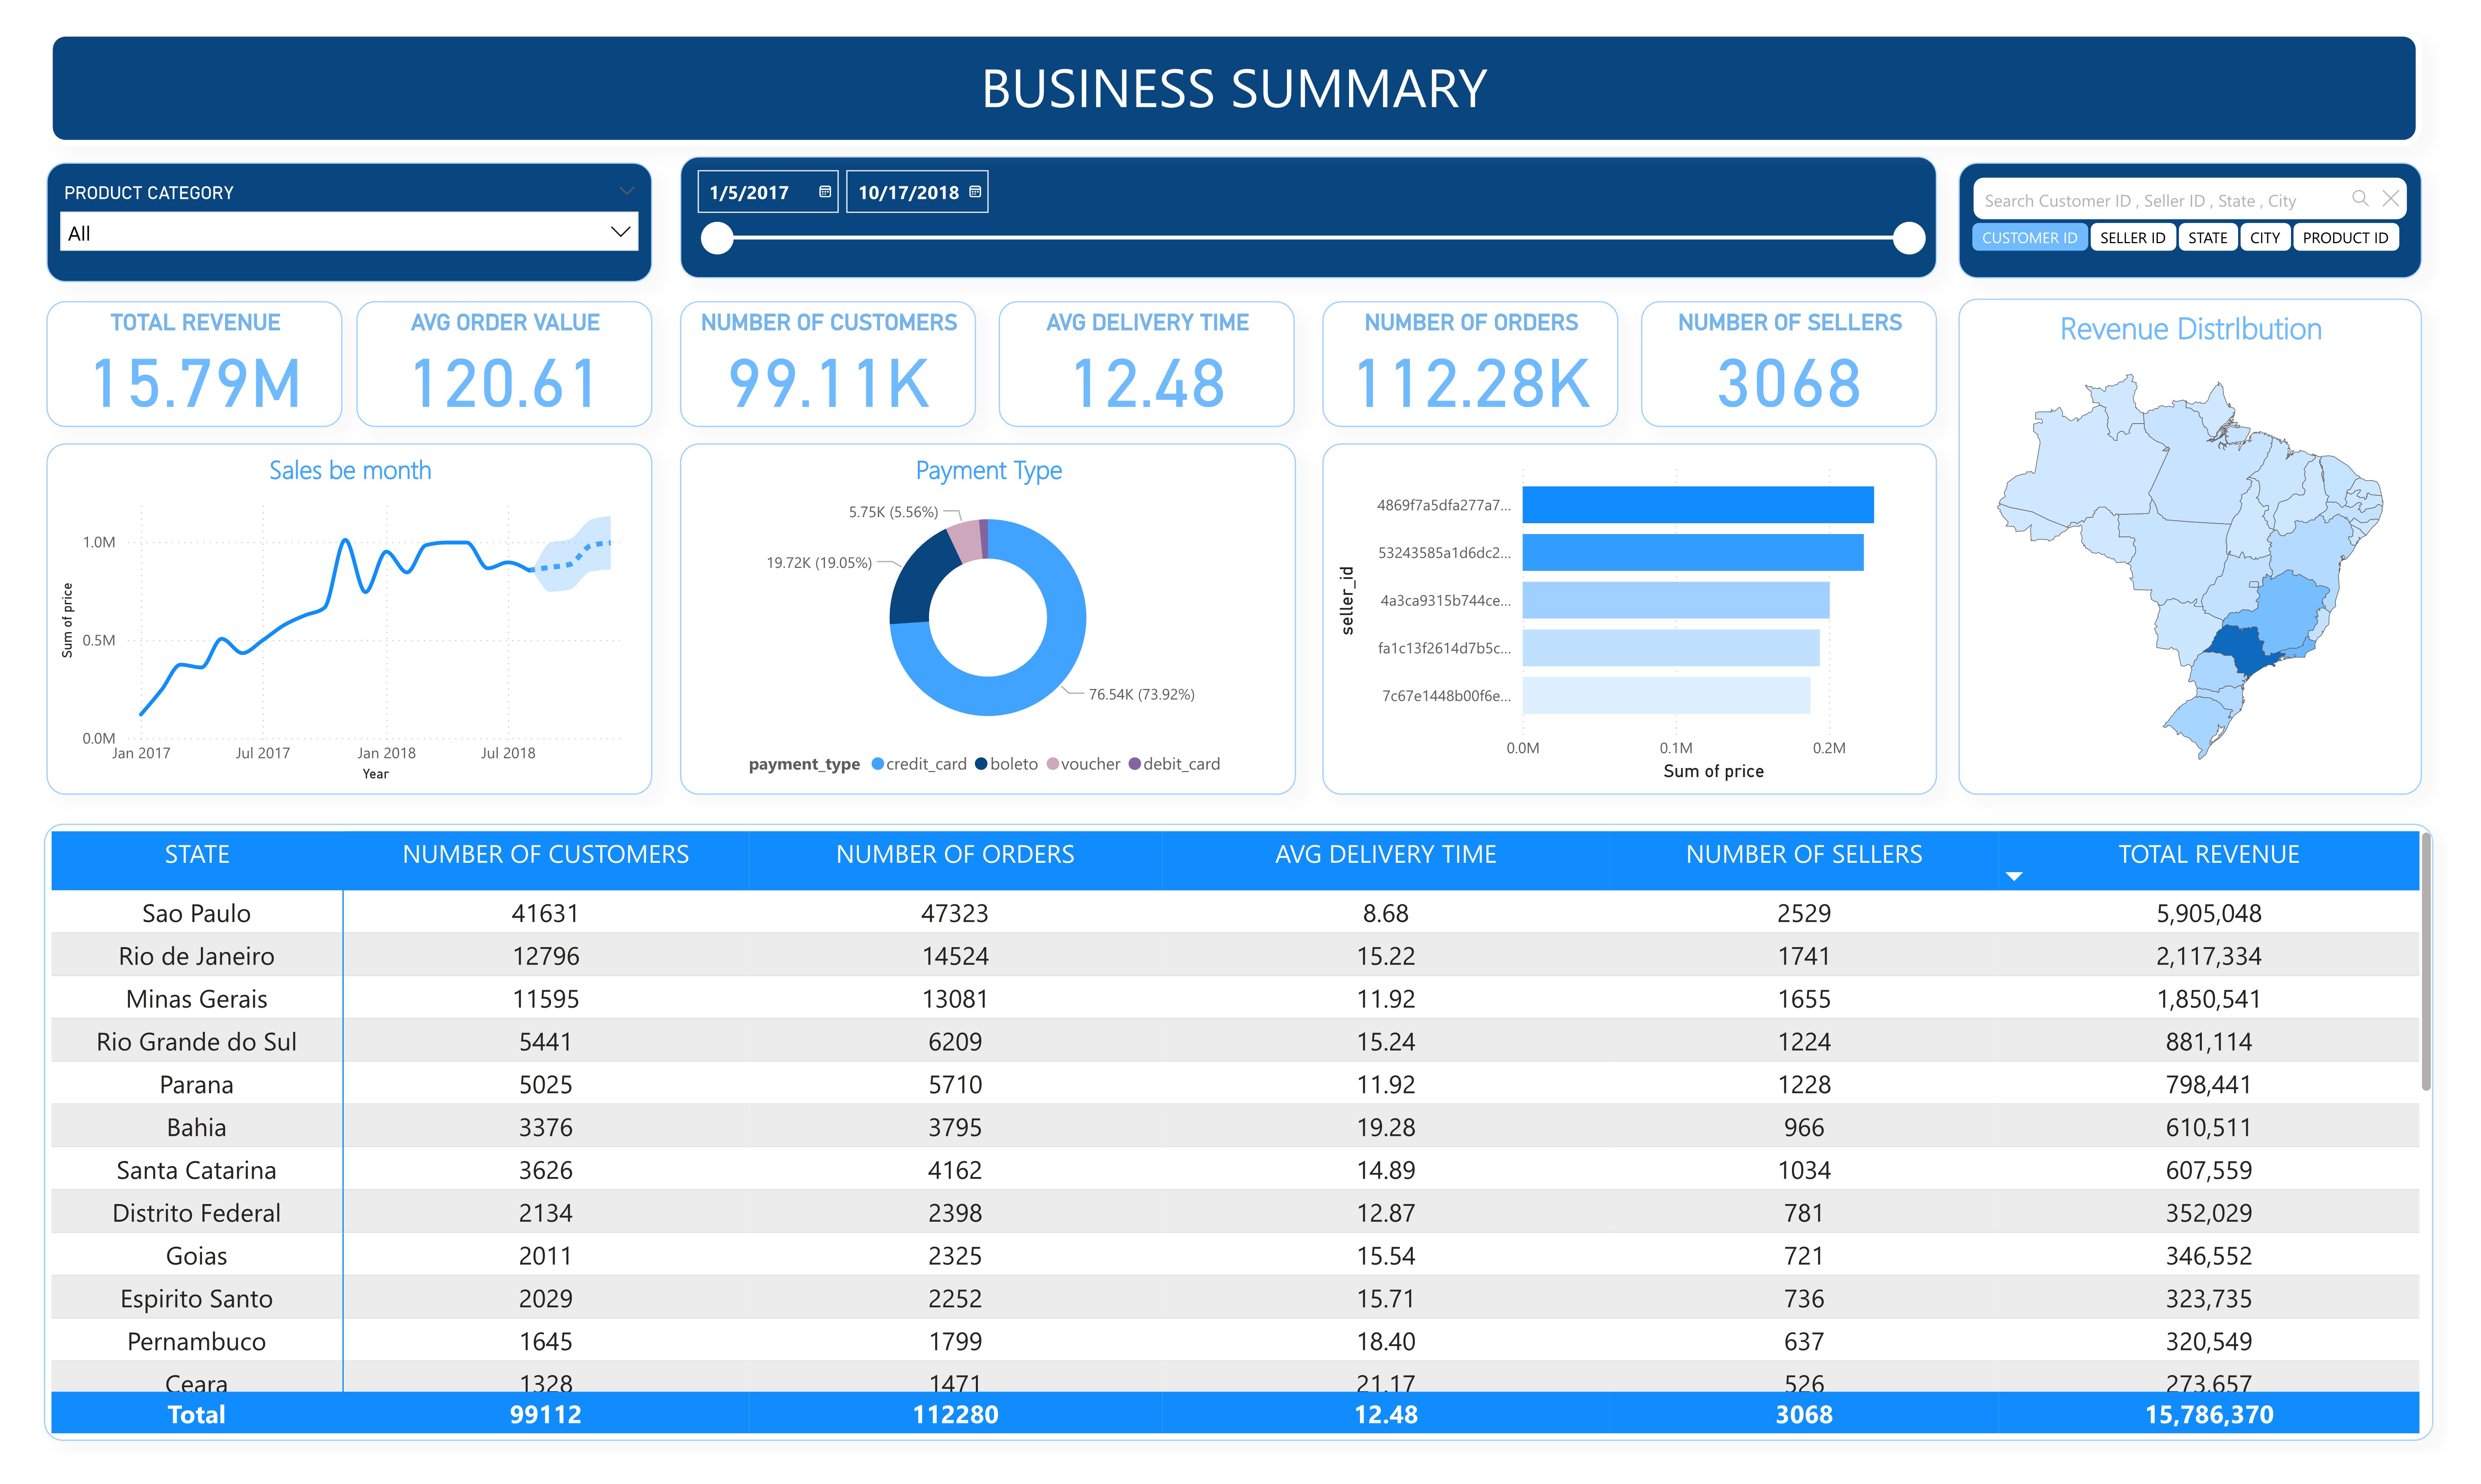 BUSINESS SUMMARY
PRODUCT CATEGORY
All
1/5/2017 10/17/2018
Search Customer ID , Seller ID , State , City
CUSTOMER ID SELLER ID STATE CITY PRODUCT ID
TOTAL REVENUE
15.79M
AVG ORDER VALUE
120.61
NUMBER OF CUSTOMERS
99.11K
AVG DELIVERY TIME
12.48
NUMBER OF ORDERS
112.28K
NUMBER OF SELLERS
3068
Revenue DistrIbution
Sales be month
Sum of price
1.0M
0.5M
0.0M
Jan 2017 Jul 2017 Jan 2018 Jul 2018
Year
Payment Type
5.75K (5.56%)
19.72K (19.05%)
76.54K (73.92%)
payment_type credit_card boleto voucher debit_card
seller_id
4869f7a5dfa277a7...
53243585a1d6dc2...
4a3ca9315b744ce...
fa1c13f2614d7b5c...
7c67e1448b00f6e...
0.0M 0.1M 0.2M
Sum of price
STATE NUMBER OF CUSTOMERS NUMBER OF ORDERS AVG DELIVERY TIME NUMBER OF SELLERS TOTAL REVENUE
Sao Paulo 41631 47323 8.68 2529 5,905,048
Rio de Janeiro 12796 14524 15.22 1741 2,117,334
Minas Gerais 11595 13081 11.92 1655 1,850,541
Rio Grande do Sul 5441 6209 15.24 1224 881,114
Parana 5025 5710 11.92 1228 798,441
Bahia 3376 3795 19.28 966 610,511
Santa Catarina 3626 4162 14.89 1034 607,559
Distrito Federal 2134 2398 12.87 781 352,029
Goias 2011 2325 15.54 721 346,552
Espirito Santo 2029 2252 15.71 736 323,735
Pernambuco 1645 1799 18.40 637 320,549
Ceara 1328 1471 21.17 526 273,657
Total 99112 112280 12.48 3068 15,786,370